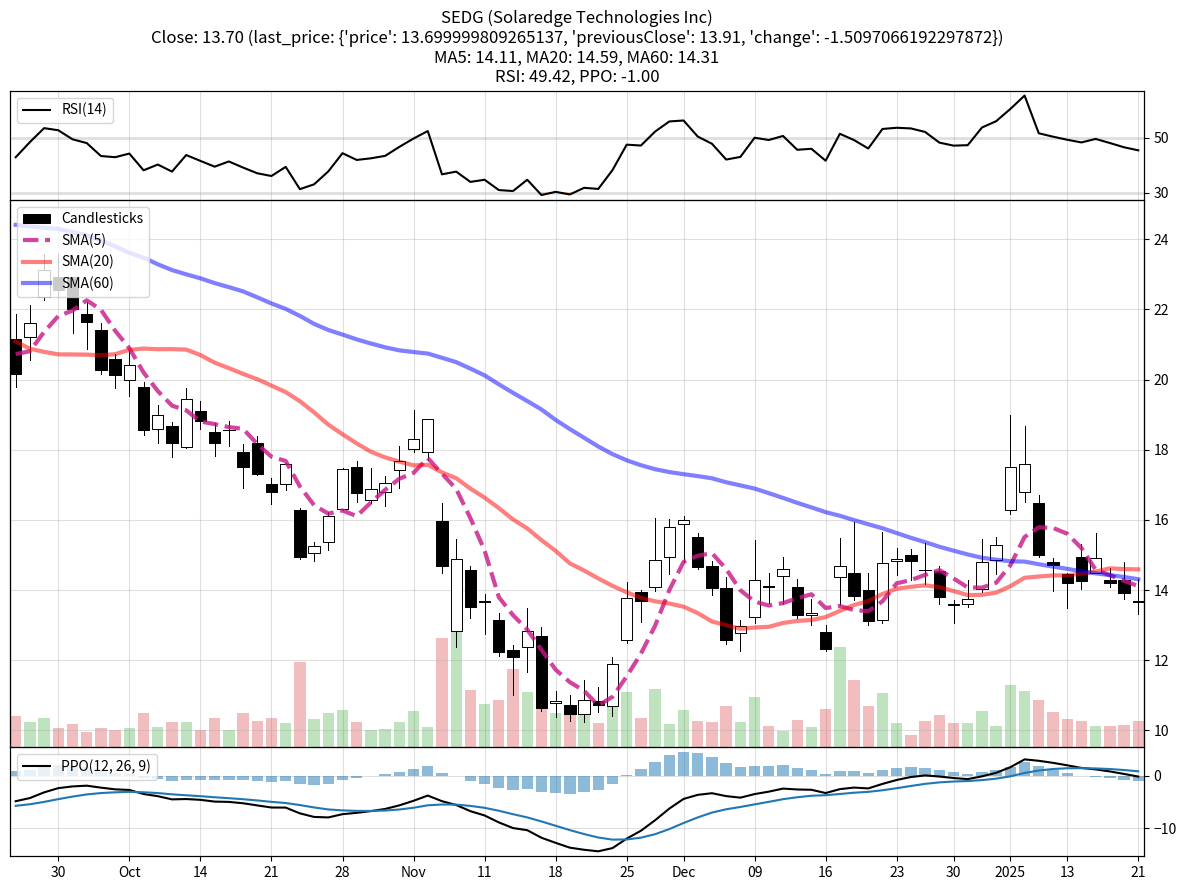 SEDG (Solaredge Technologies Inc)
Close: 13.70 (last_price: {'price': 13.699999809265137, 'previousClose': 13.91, 'change': -1.5097066192297872})
MA5: 14.11, MA20: 14.59, MA60: 14.31
RSI: 49.42, PPO: -1.00
RSI(14)
50
30
Candlesticks
SMA(5)
SMA(20)
SMA(60)
24
22
20
18
16
14
12
10
PPO(12, 26, 9)
0
−10
30 Oct 14 21 28 Nov 11 18 25 Dec 09 16 23 30 2025 13 21